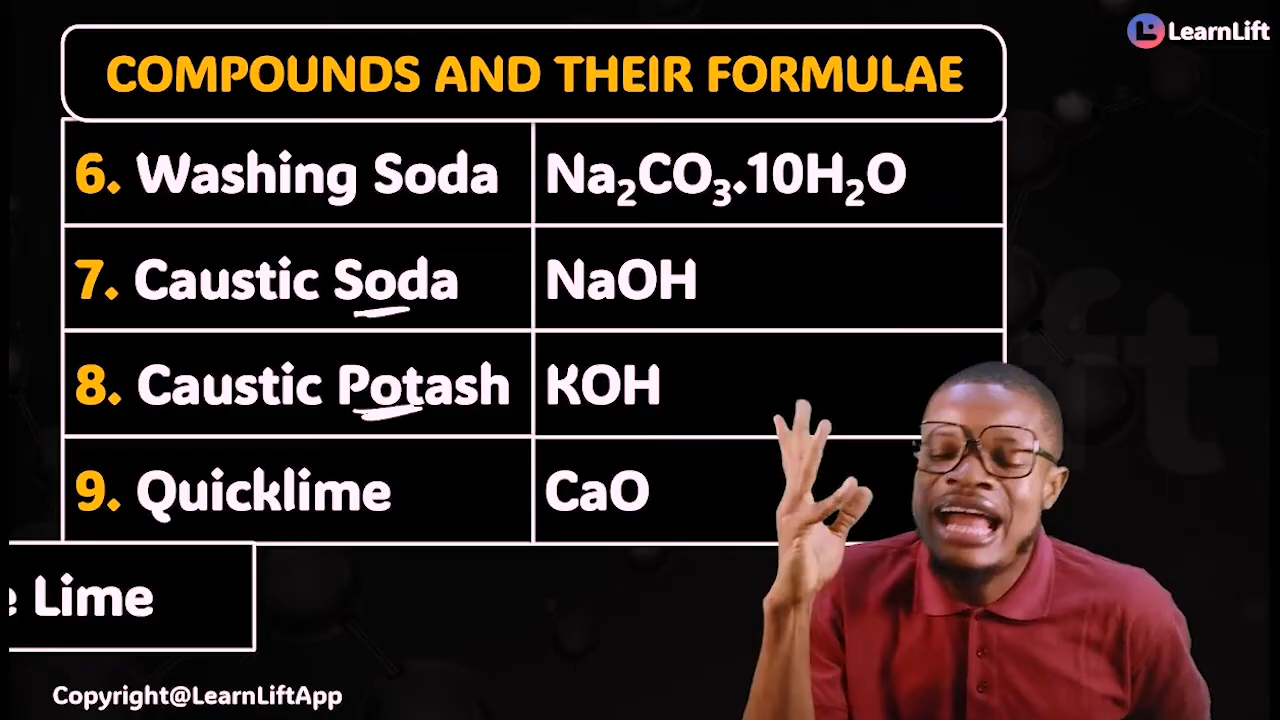 LearnLift
COMPOUNDS AND THEIR FORMULAE
6. Washing Soda Na₂CO₃.10H₂O
7. Caustic Soda NaOH
8. Caustic Potash KOH
9. Quicklime CaO
e Lime
Copyright@LearnLiftApp
ft